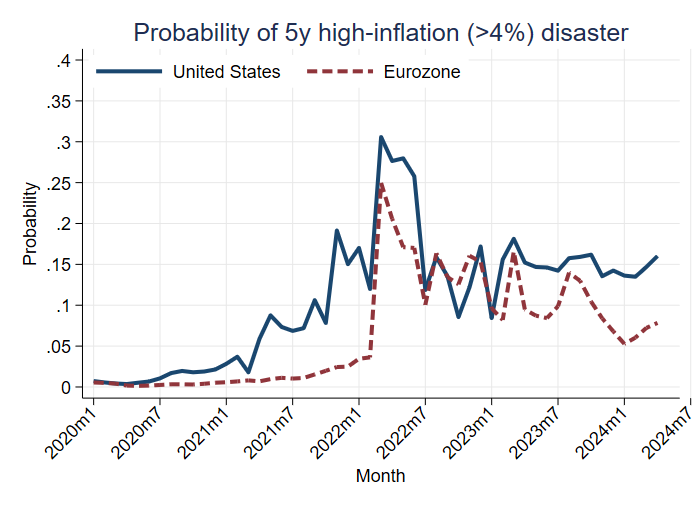 Probability of 5y high-inflation (>4%) disaster
United States
Eurozone
.4
.35
.3
.25
.2
.15
.1
.05
0
Probability
2020m1
2020m7
2021m1
2021m7
2022m1
2022m7
2023m1
2023m7
2024m1
2024m7
Month